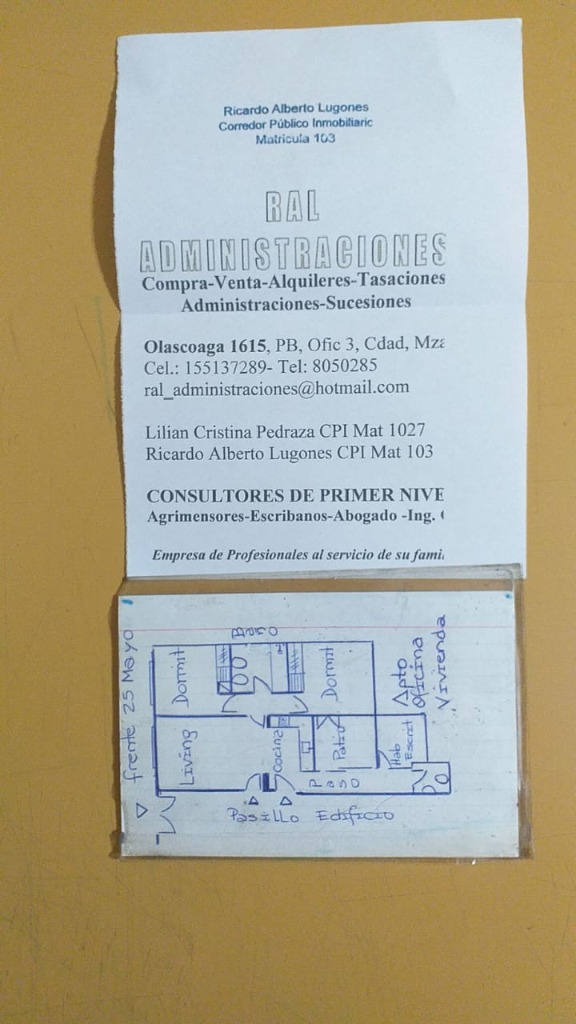 Ricardo Alberto Lugones
Corredor Público Inmobiliaric
Matricula 103
RAL
ADMINISTRACIONES
Compra-Venta-Alquileres-Tasaciones
Administraciones-Sucesiones
Olascoaga 1615, PB, Ofic 3, Cdad, Mza
Cel.: 155137289- Tel: 8050285
ral_administraciones@hotmail.com
Lilian Cristina Pedraza CPI Mat 1027
Ricardo Alberto Lugones CPI Mat 103
CONSULTORES DE PRIMER NIVE
Agrimensores-Escribanos-Abogado -Ing.
Empresa de Profesionales al servicio de su fami
frente 25 Mayo
Baño
Dormit
Dormit
Living
Cocina
Patio
Hab
Escrit
Paso
Pasillo Edificio
Apto
Oficina
Vivienda